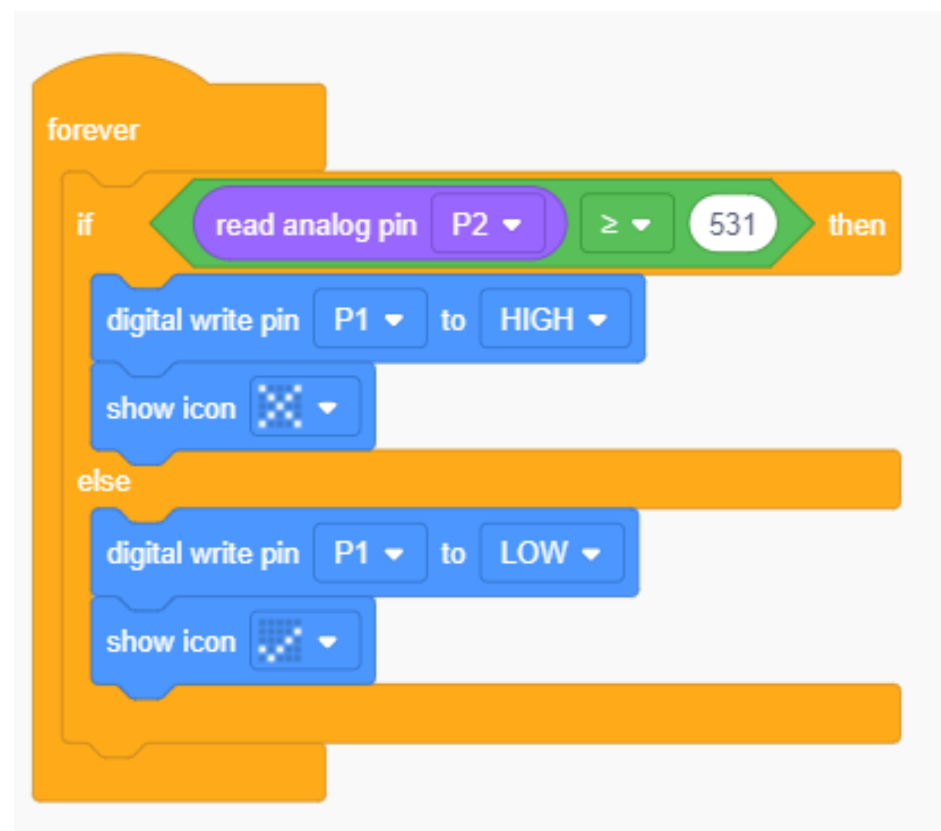 forever
if read analog pin P2 ≥ 531 then
digital write pin P1 to HIGH
show icon
else
digital write pin P1 to LOW
show icon